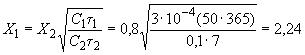 X₁ = X₂√(C₁τ₁ / C₂τ₂) = 0,8√(3·10⁻⁴(50·365) / 0,1·7) = 2,24